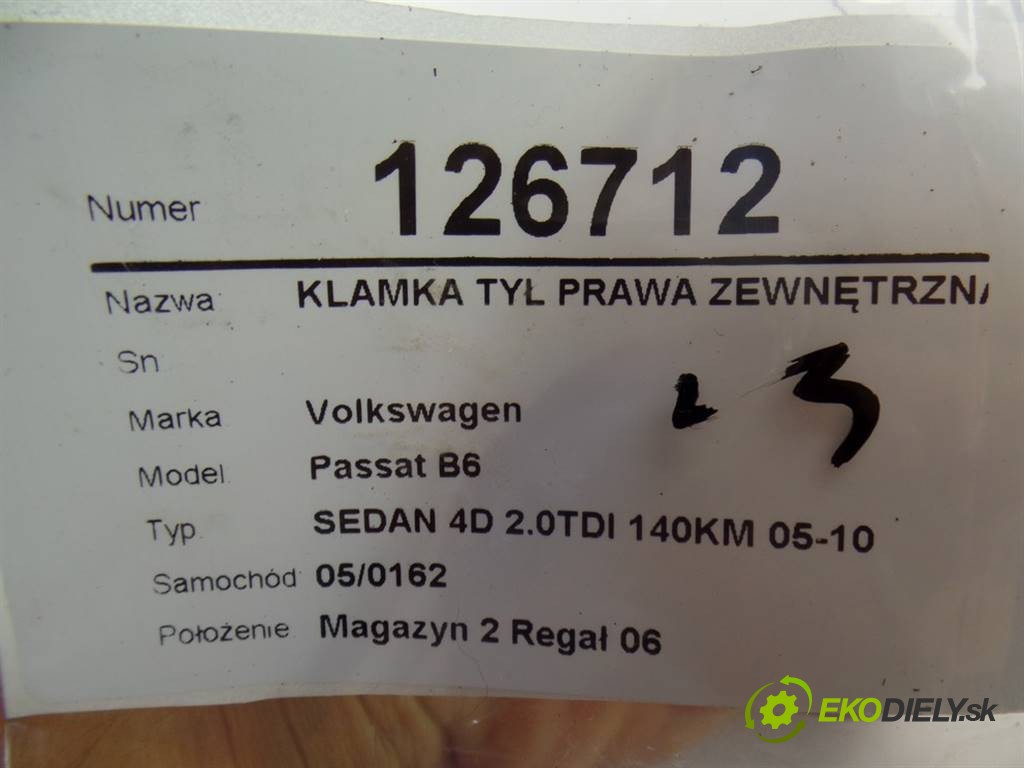 Numer 126712
Nazwa KLAMKA TYŁ PRAWA ZEWNĘTRZNA
Sn
Marka Volkswagen
Model Passat B6
Typ SEDAN 4D 2.0TDI 140KM 05-10
Samochód 05/0162
Położenie Magazyn 2 Regał 06
EKODIELY.sk